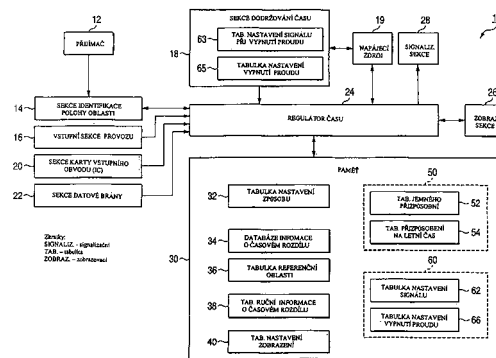 12
PŘIJÍMAČ
SEKCE DODRŽOVÁNÍ ČASU
63
TAB. NASTAVENÍ SIGNÁLU
PŘI VYPNUTÍ PROUDU
18
65
TABULKA NASTAVENÍ
VYPNUTÍ PROUDU
19
NAPÁJECÍ
ZDROJ
28
SIGNALIZ.
SEKCE
14
SEKCE IDENTIFIKACE
POLOHY OBLASTI
24
REGULÁTOR ČASU
26
ZOBRAZ.
SEKCE
16
VSTUPNÍ SEKCE PROVOZU
20
SEKCE KARTY VSTUPNÍHO
OBVODU (IC)
22
SEKCE DATOVÉ BRÁNY
PAMĚŤ
30
32
TABULKA NASTAVENÍ
ZPOSOBU
34
DATABÁZE INFOMACE
O ČASOVÉM ROZDÍLU
36
TABULKA REFERENČNÍ
OBLASTI
38
TAB. RUČNÍ INFORMACE
O ČASOVÉM ROZDÍLU
40
TAB. NASTAVENÍ
ZOBRAZENÍ
50
TAB. JEMNÉHO
PŘIZPOSOBNÍ
52
TAB. PŘIZPOSOBENÍ
NA LETNÍ ČAS
54
60
TABULKA NASTAVENÍ
SIGNÁLU
62
TABULKA NASTAVENÍ
VYPNUTÍ PROUDU
66
Zkratky:
SIGNALIZ. - signalizační
TAB. - tabulka
ZOBRAZ. - zobrazovací